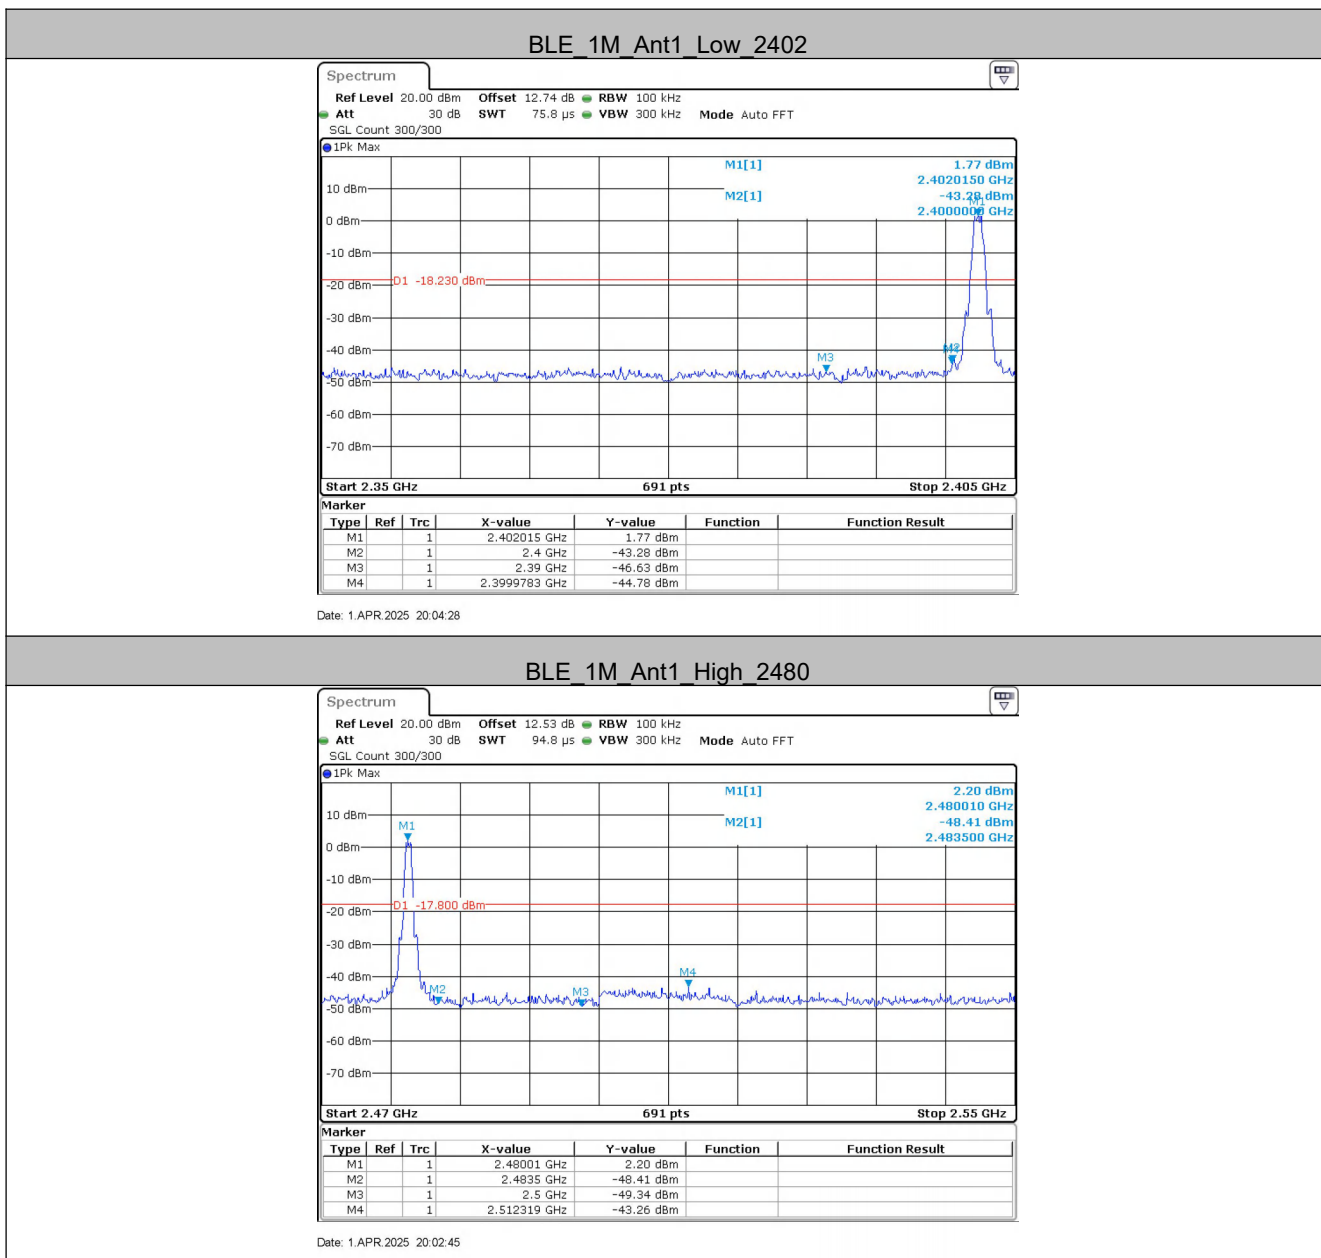 BLE_1M_Ant1_Low_2402
Spectrum
Ref Level 20.00 dBm Offset 12.74 dB RBW 100 kHz
Att 30 dB SWT 75.8 µs VBW 300 kHz Mode Auto FFT
SGL Count 300/300
1Pk Max
M1[1] 1.77 dBm
2.4020150 GHz
M2[1] -43.28 dBm
2.4000000 GHz
M1
10 dBm
0 dBm
-10 dBm
D1 -18.230 dBm
-20 dBm
-30 dBm
-40 dBm
M3
-50 dBm
-60 dBm
-70 dBm
Start 2.35 GHz 691 pts Stop 2.405 GHz
Marker
Type Ref Trc X-value Y-value Function Function Result
M1 1 2.402015 GHz 1.77 dBm
M2 1 2.4 GHz -43.28 dBm
M3 1 2.39 GHz -46.63 dBm
M4 1 2.3999783 GHz -44.78 dBm
Date: 1.APR.2025 20:04:28
BLE_1M_Ant1_High_2480
Spectrum
Ref Level 20.00 dBm Offset 12.53 dB RBW 100 kHz
Att 30 dB SWT 94.8 µs VBW 300 kHz Mode Auto FFT
SGL Count 300/300
1Pk Max
M1[1] 2.20 dBm
2.480010 GHz
M2[1] -48.41 dBm
2.483500 GHz
10 dBm
M1
0 dBm
-10 dBm
D1 -17.800 dBm
-20 dBm
-30 dBm
-40 dBm
M4
M2
M3
-50 dBm
-60 dBm
-70 dBm
Start 2.47 GHz 691 pts Stop 2.55 GHz
Marker
Type Ref Trc X-value Y-value Function Function Result
M1 1 2.48001 GHz 2.20 dBm
M2 1 2.4835 GHz -48.41 dBm
M3 1 2.5 GHz -49.34 dBm
M4 1 2.512319 GHz -43.26 dBm
Date: 1.APR.2025 20:02:45